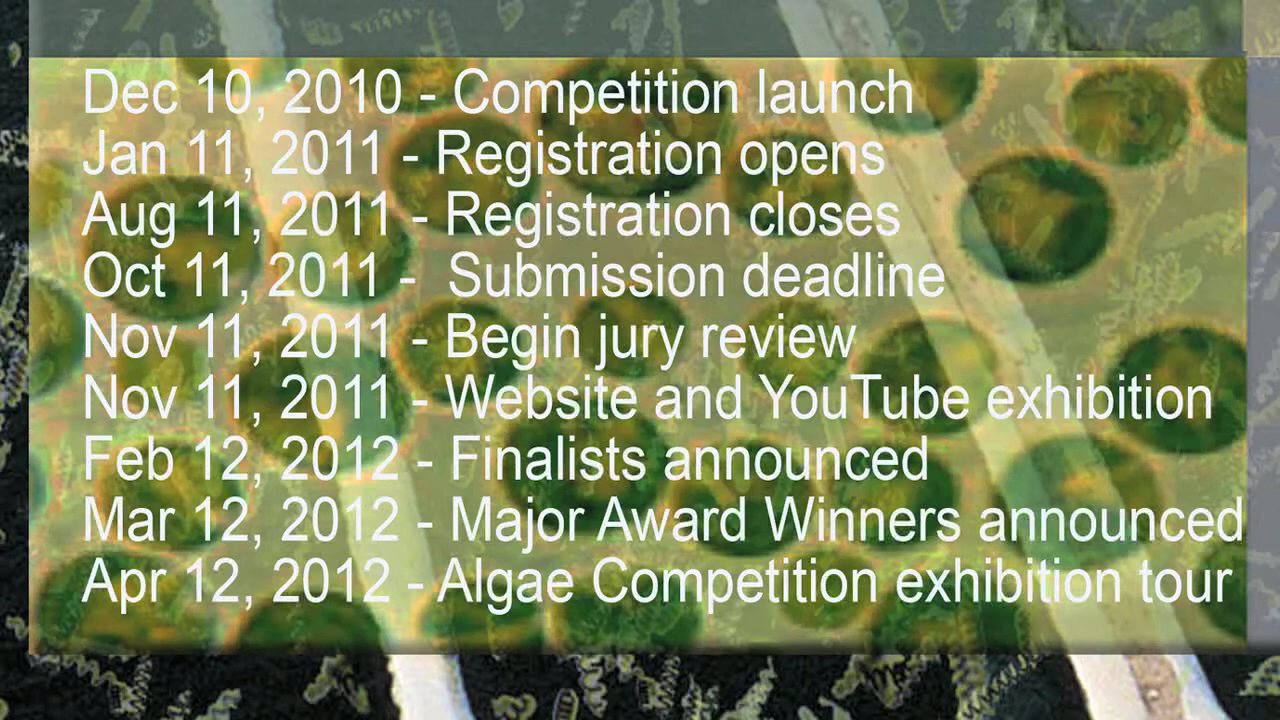 Dec 10, 2010 - Competition launch
Jan 11, 2011 - Registration opens
Aug 11, 2011 - Registration closes
Oct 11, 2011 - Submission deadline
Nov 11, 2011 - Begin jury review
Nov 11, 2011 - Website and YouTube exhibition
Feb 12, 2012 - Finalists announced
Mar 12, 2012 - Major Award Winners announced
Apr 12, 2012 - Algae Competition exhibition tour